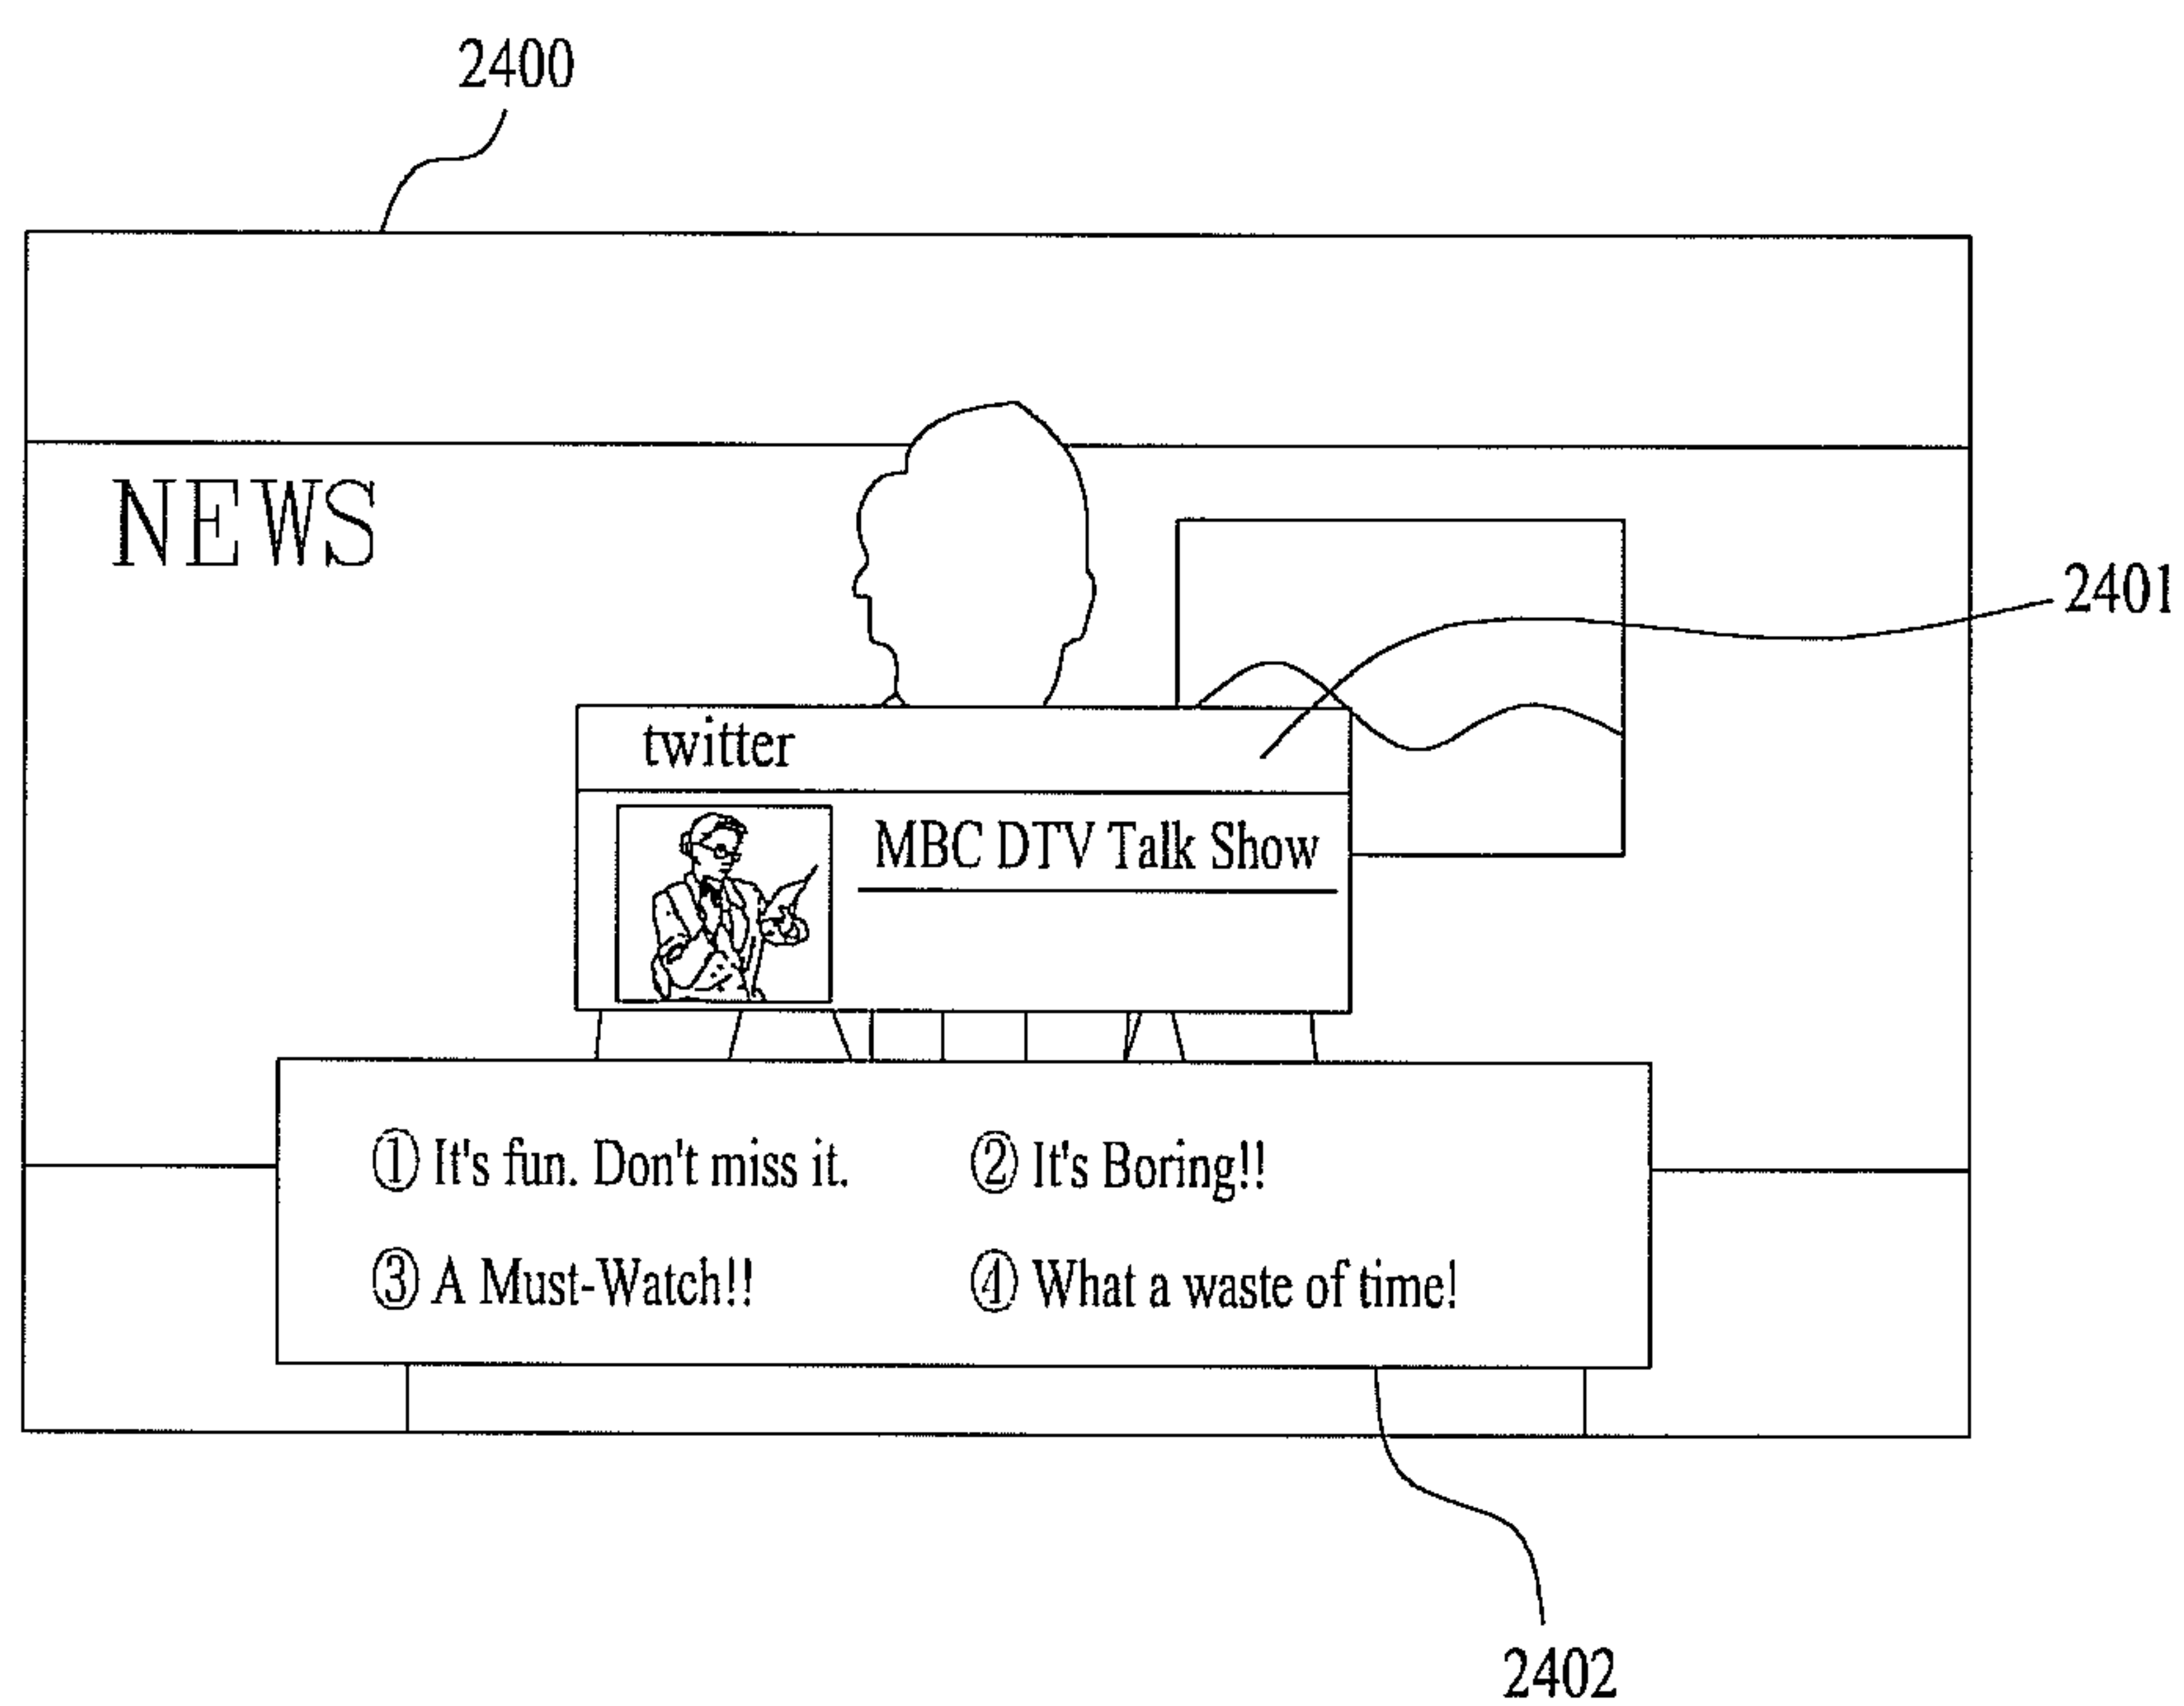 2400
NEWS
2401
twitter
MBC DTV Talk Show
① It's fun. Don't miss it. ② It's Boring!!
③ A Must-Watch!! ④ What a waste of time!
2402